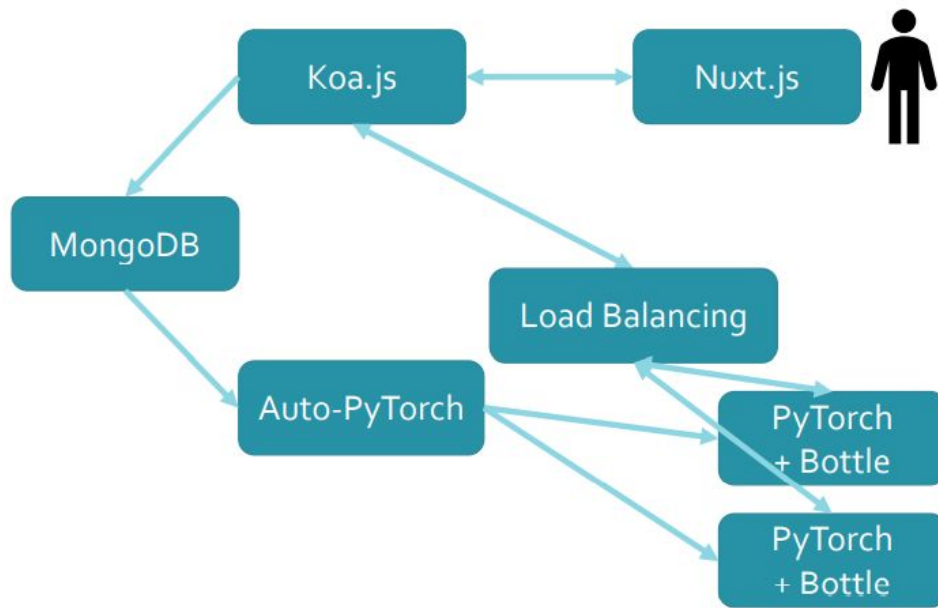 Koa.js
Nuxt.js
MongoDB
Load Balancing
Auto-PyTorch
PyTorch
+ Bottle
PyTorch
+ Bottle